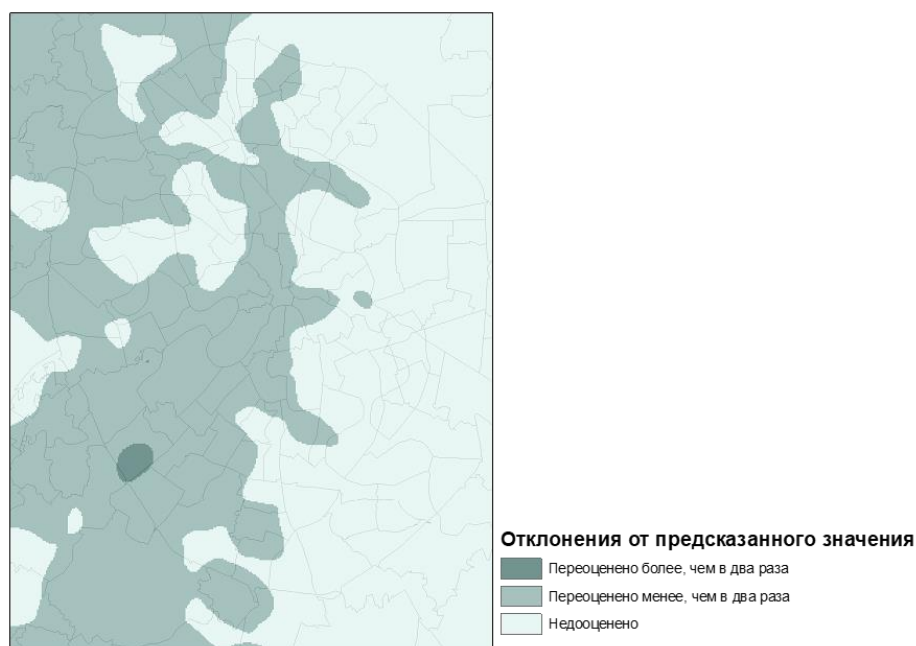 Отклонения от предсказанного значения
Переоценено более, чем в два раза
Переоценено менее, чем в два раза
Недооценено